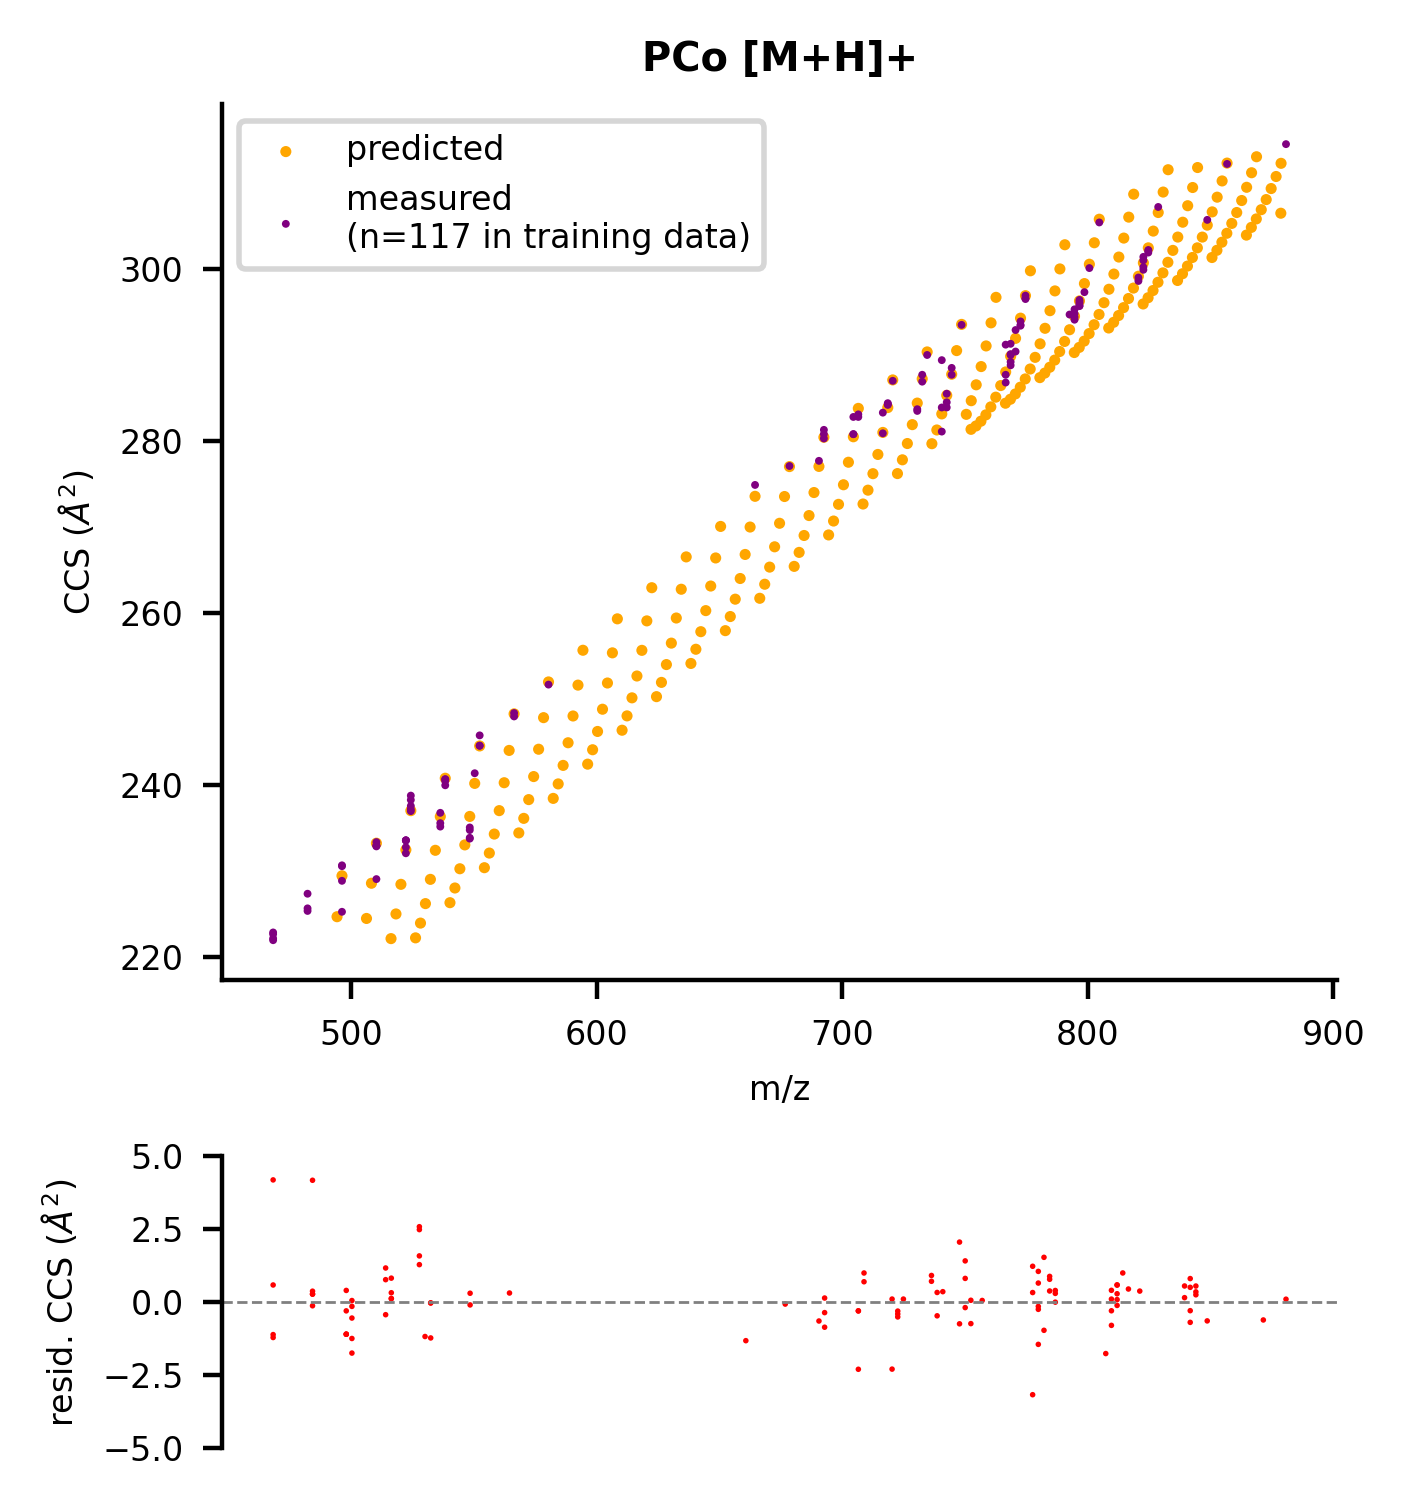 PCo [M+H]+
predicted
measured
(n=117 in training data)
CCS (Å²)
300
280
260
240
220
500
600
700
800
900
m/z
resid. CCS (Å²)
5.0
2.5
0.0
−2.5
−5.0